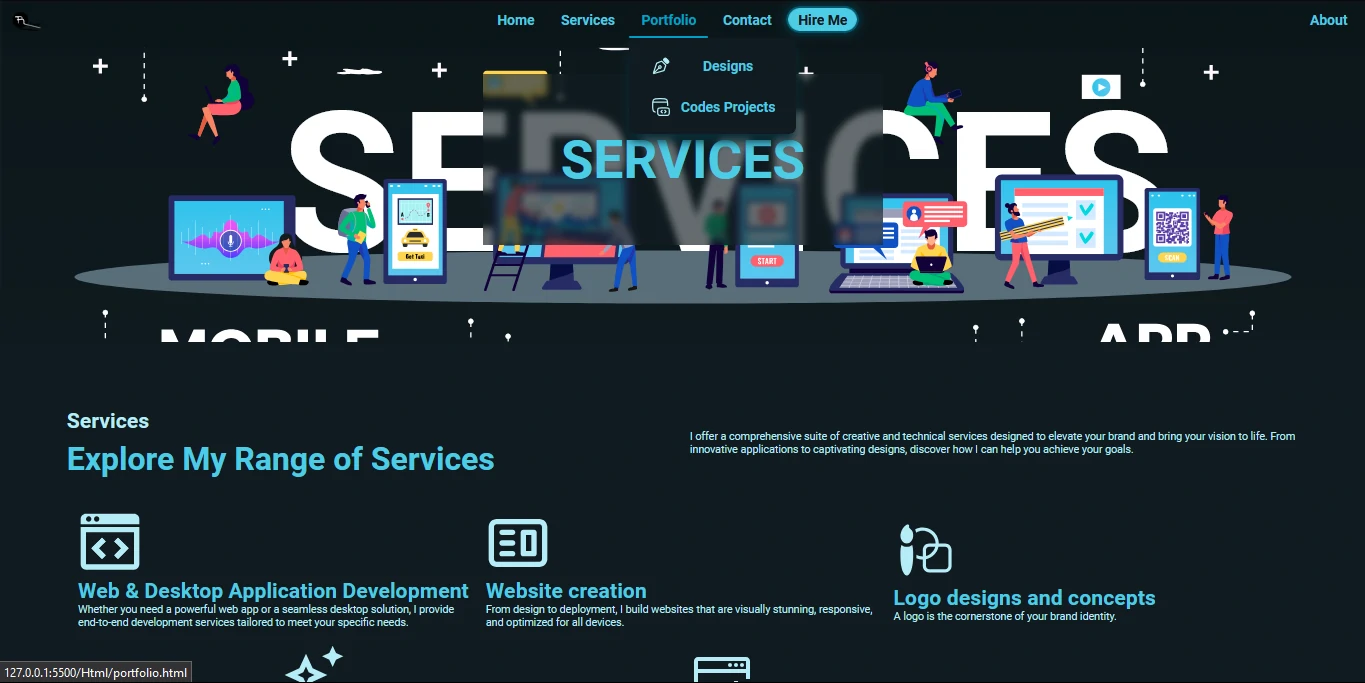 Home Services Portfolio Contact Hire Me About
Designs
Codes Projects
SERVICES
SERVICES
Get Taxi
START
SCAN
MOBILE
APP
Services
Explore My Range of Services
I offer a comprehensive suite of creative and technical services designed to elevate your brand and bring your vision to life. From
innovative applications to captivating designs, discover how I can help you achieve your goals.
Web & Desktop Application Development
Whether you need a powerful web app or a seamless desktop solution, I provide
end-to-end development services tailored to meet your specific needs.
Website creation
From design to deployment, I build websites that are visually stunning, responsive,
and optimized for all devices.
Logo designs and concepts
A logo is the cornerstone of your brand identity.
127.0.0.1:5500/Html/portfolio.html